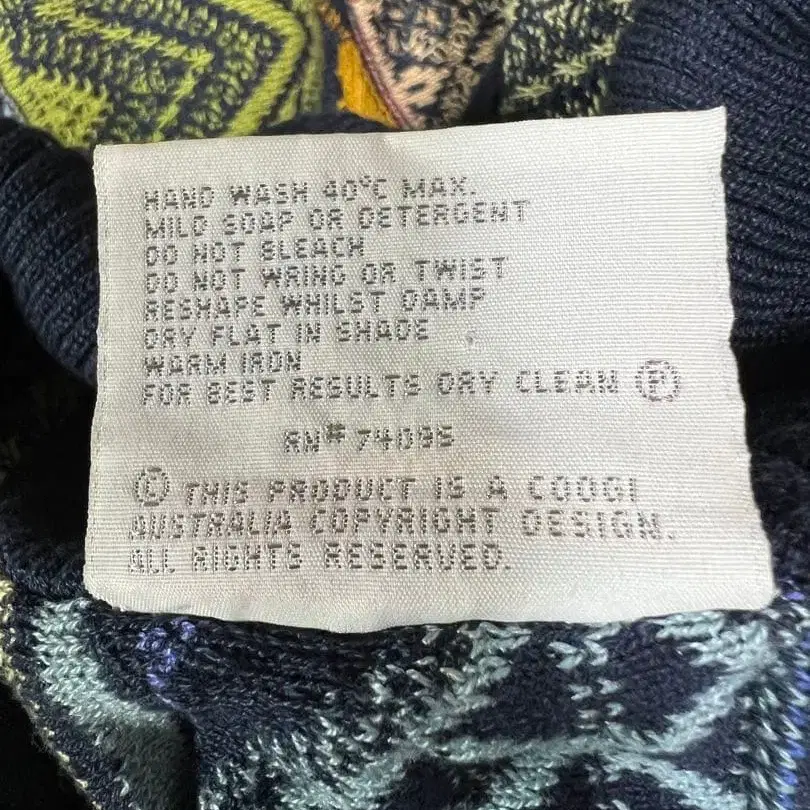 HAND WASH 40°C MAX.
MILD SOAP OR DETERGENT
DO NOT BLEACH
DO NOT WRING OR TWIST
RESHAPE WHILST DAMP
DRY FLAT IN SHADE
WARM IRON
FOR BEST RESULTS DRY CLEAN Ⓟ
RN# 74095
© THIS PRODUCT IS A COOGI
AUSTRALIA COPYRIGHT DESIGN.
ALL RIGHTS RESERVED.